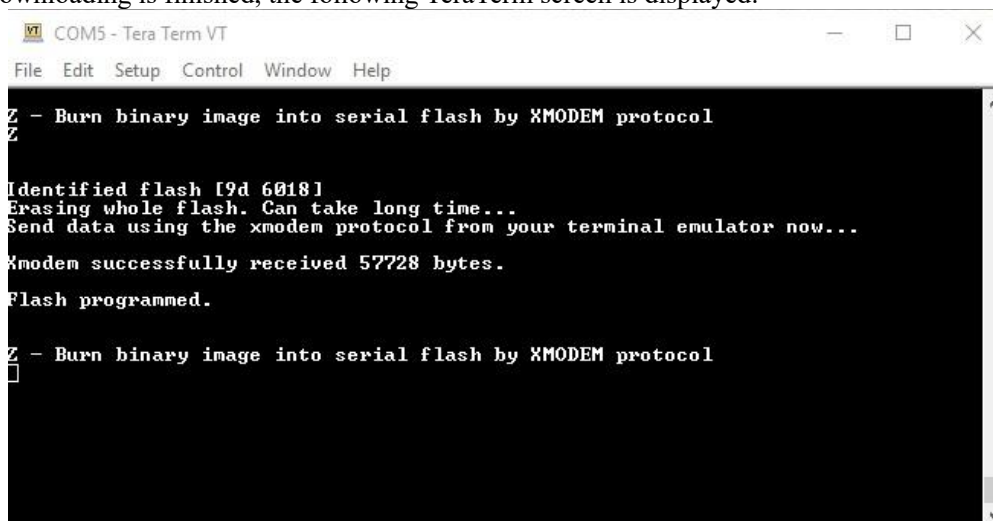 ownloading is finished, the following TeraTerm screen is displayed.
VT COM5 - Tera Term VT
File Edit Setup Control Window Help
Z - Burn binary image into serial flash by XMODEM protocol
Z
Identified flash [9d 6018]
Erasing whole flash. Can take long time...
Send data using the xmodem protocol from your terminal emulator now...
Xmodem successfully received 57728 bytes.
Flash programmed.
Z - Burn binary image into serial flash by XMODEM protocol